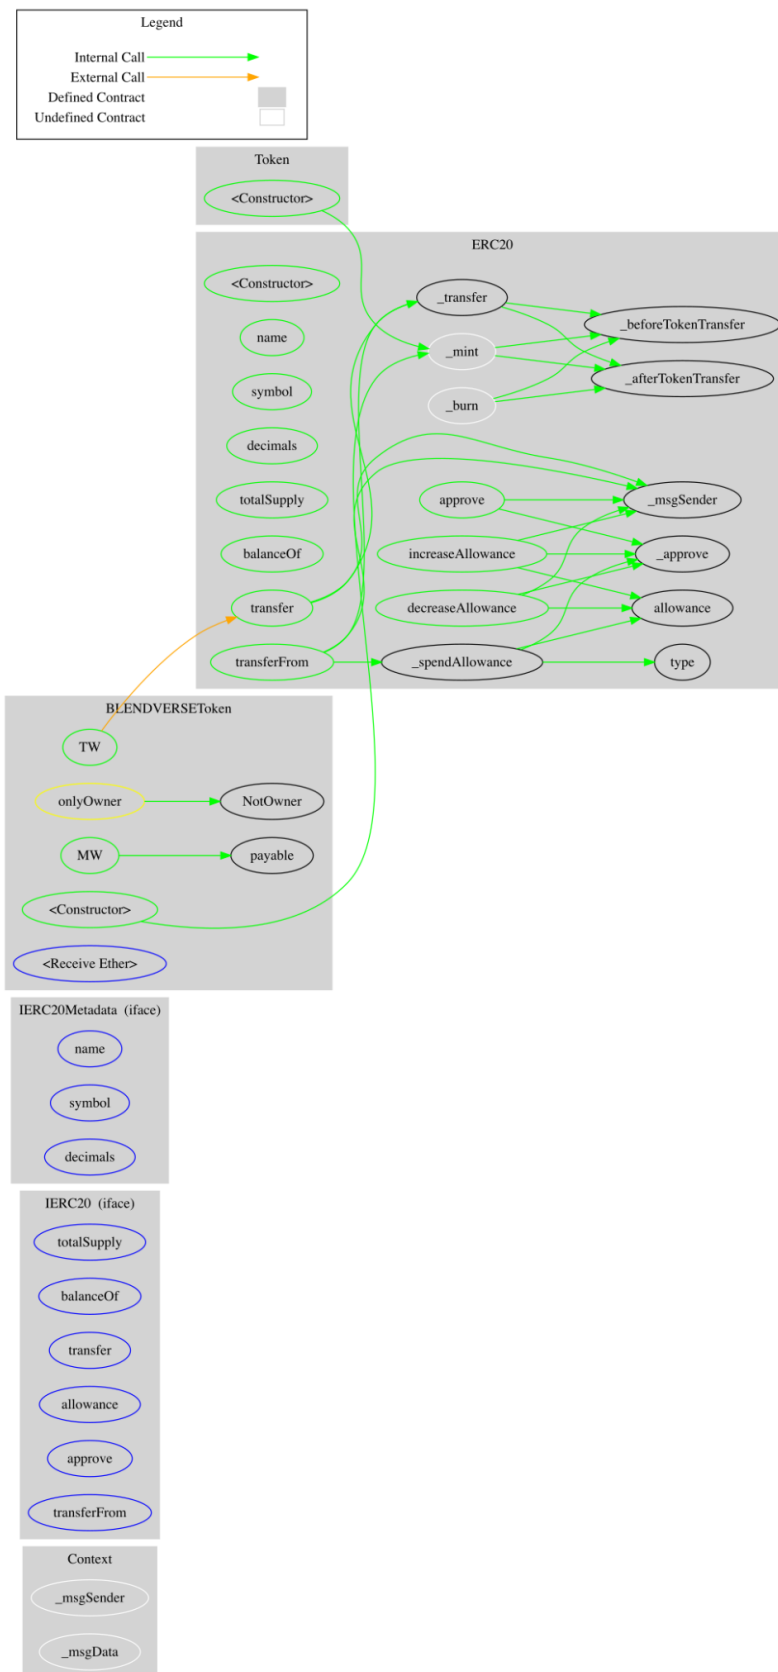 Legend
Internal Call
External Call
Defined Contract
Undefined Contract
Token
<Constructor>
ERC20
<Constructor>
_transfer
name
_beforeTokenTransfer
_mint
symbol
_afterTokenTransfer
_burn
decimals
totalSupply
approve
_msgSender
balanceOf
increaseAllowance
_approve
transfer
decreaseAllowance
allowance
transferFrom
_spendAllowance
type
BLENDVERSEToken
TW
onlyOwner
NotOwner
MW
payable
<Constructor>
<Receive Ether>
IERC20Metadata (iface)
name
symbol
decimals
IERC20 (iface)
totalSupply
balanceOf
transfer
allowance
approve
transferFrom
Context
_msgSender
_msgData